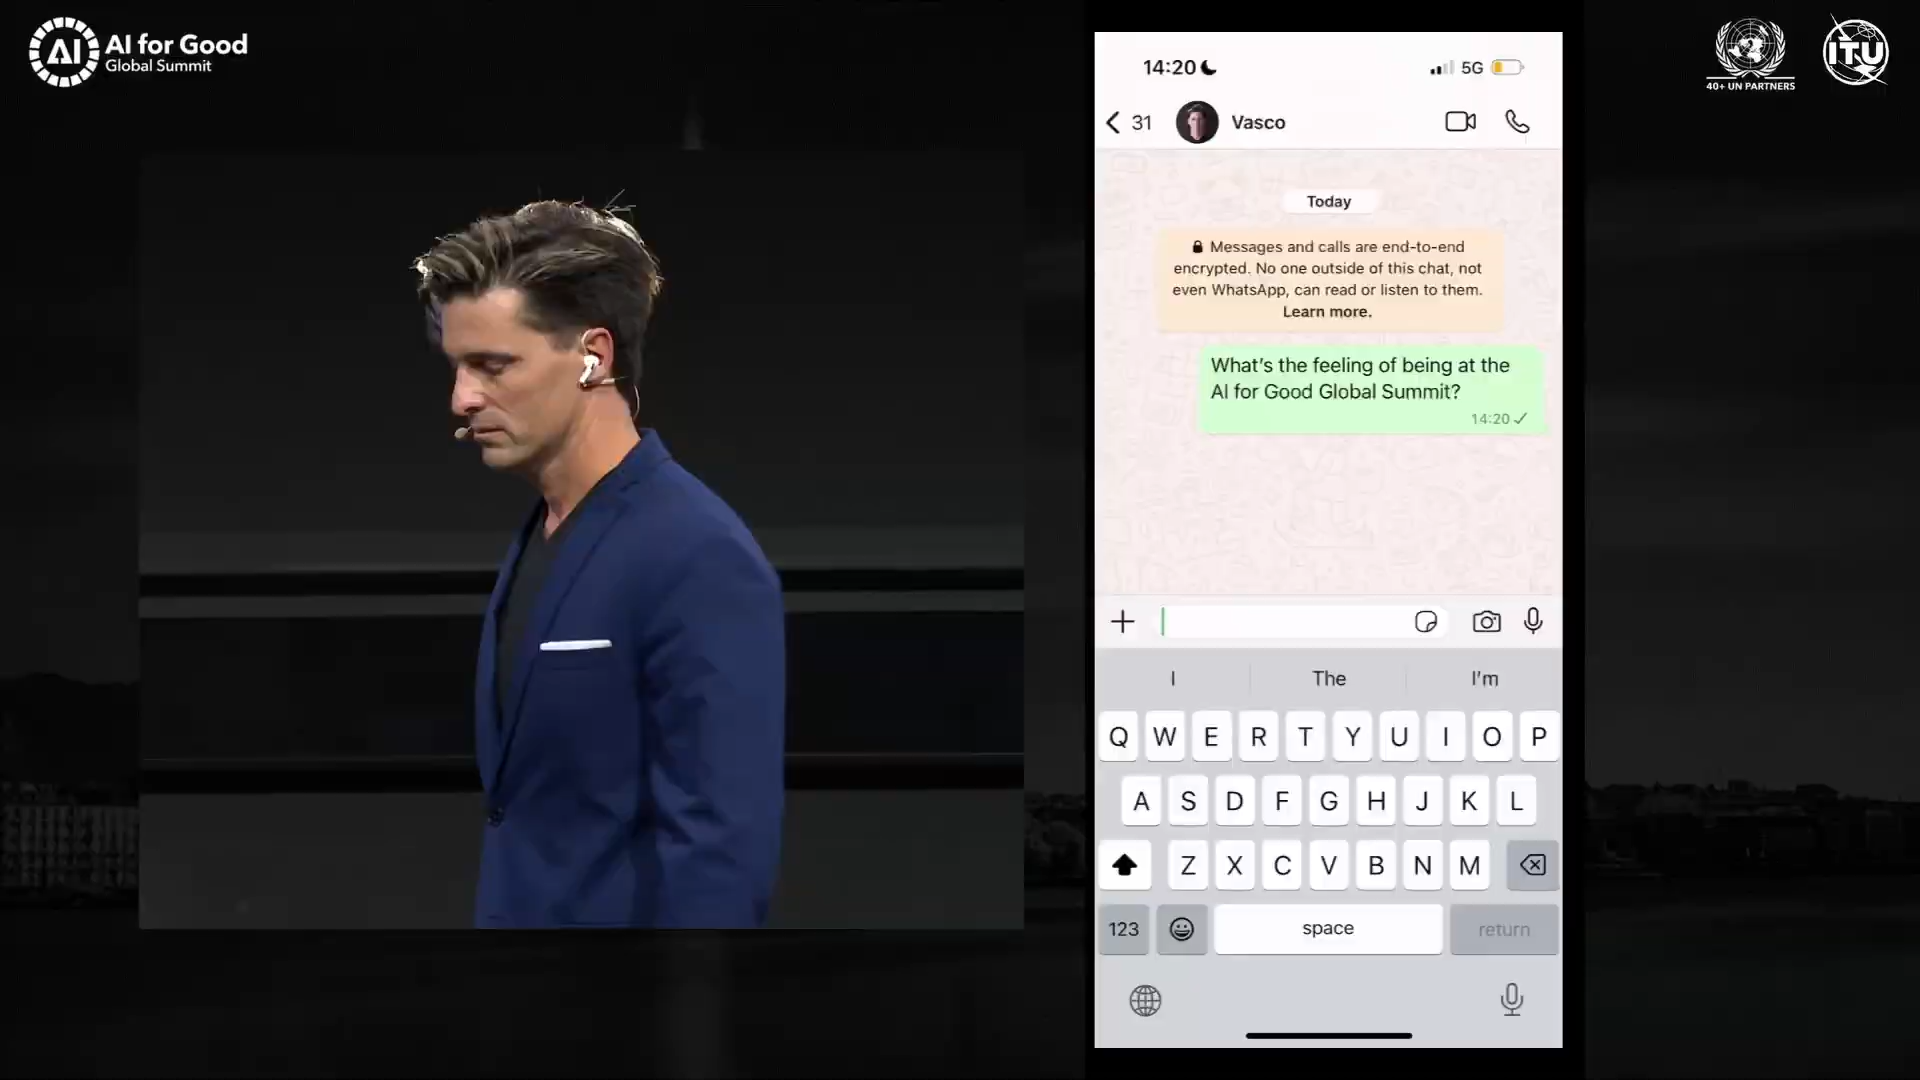 AI
AI for Good
Global Summit
40+ UN PARTNERS
ITU
14:20
5G
31
Vasco
Today
Messages and calls are end-to-end
encrypted. No one outside of this chat, not
even WhatsApp, can read or listen to them.
Learn more.
What's the feeling of being at the
AI for Good Global Summit?
14:20
I The I'm
Q W E R T Y U I O P
A S D F G H J K L
Z X C V B N M
123 space return